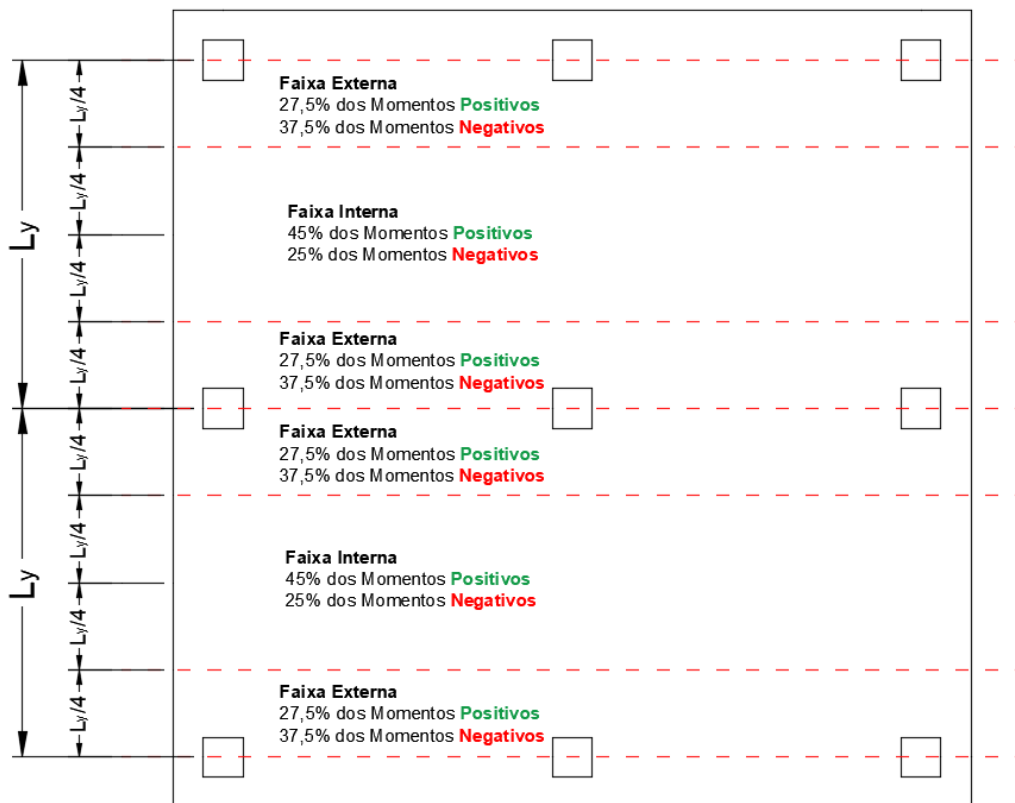 Faixa Externa
27,5% dos Momentos Positivos
37,5% dos Momentos Negativos
Faixa Interna
45% dos Momentos Positivos
25% dos Momentos Negativos
Faixa Externa
27,5% dos Momentos Positivos
37,5% dos Momentos Negativos
Faixa Externa
27,5% dos Momentos Positivos
37,5% dos Momentos Negativos
Faixa Interna
45% dos Momentos Positivos
25% dos Momentos Negativos
Faixa Externa
27,5% dos Momentos Positivos
37,5% dos Momentos Negativos
Ly
Ly
Ly/4
Ly/4
Ly/4
Ly/4
Ly/4
Ly/4
Ly/4
Ly/4